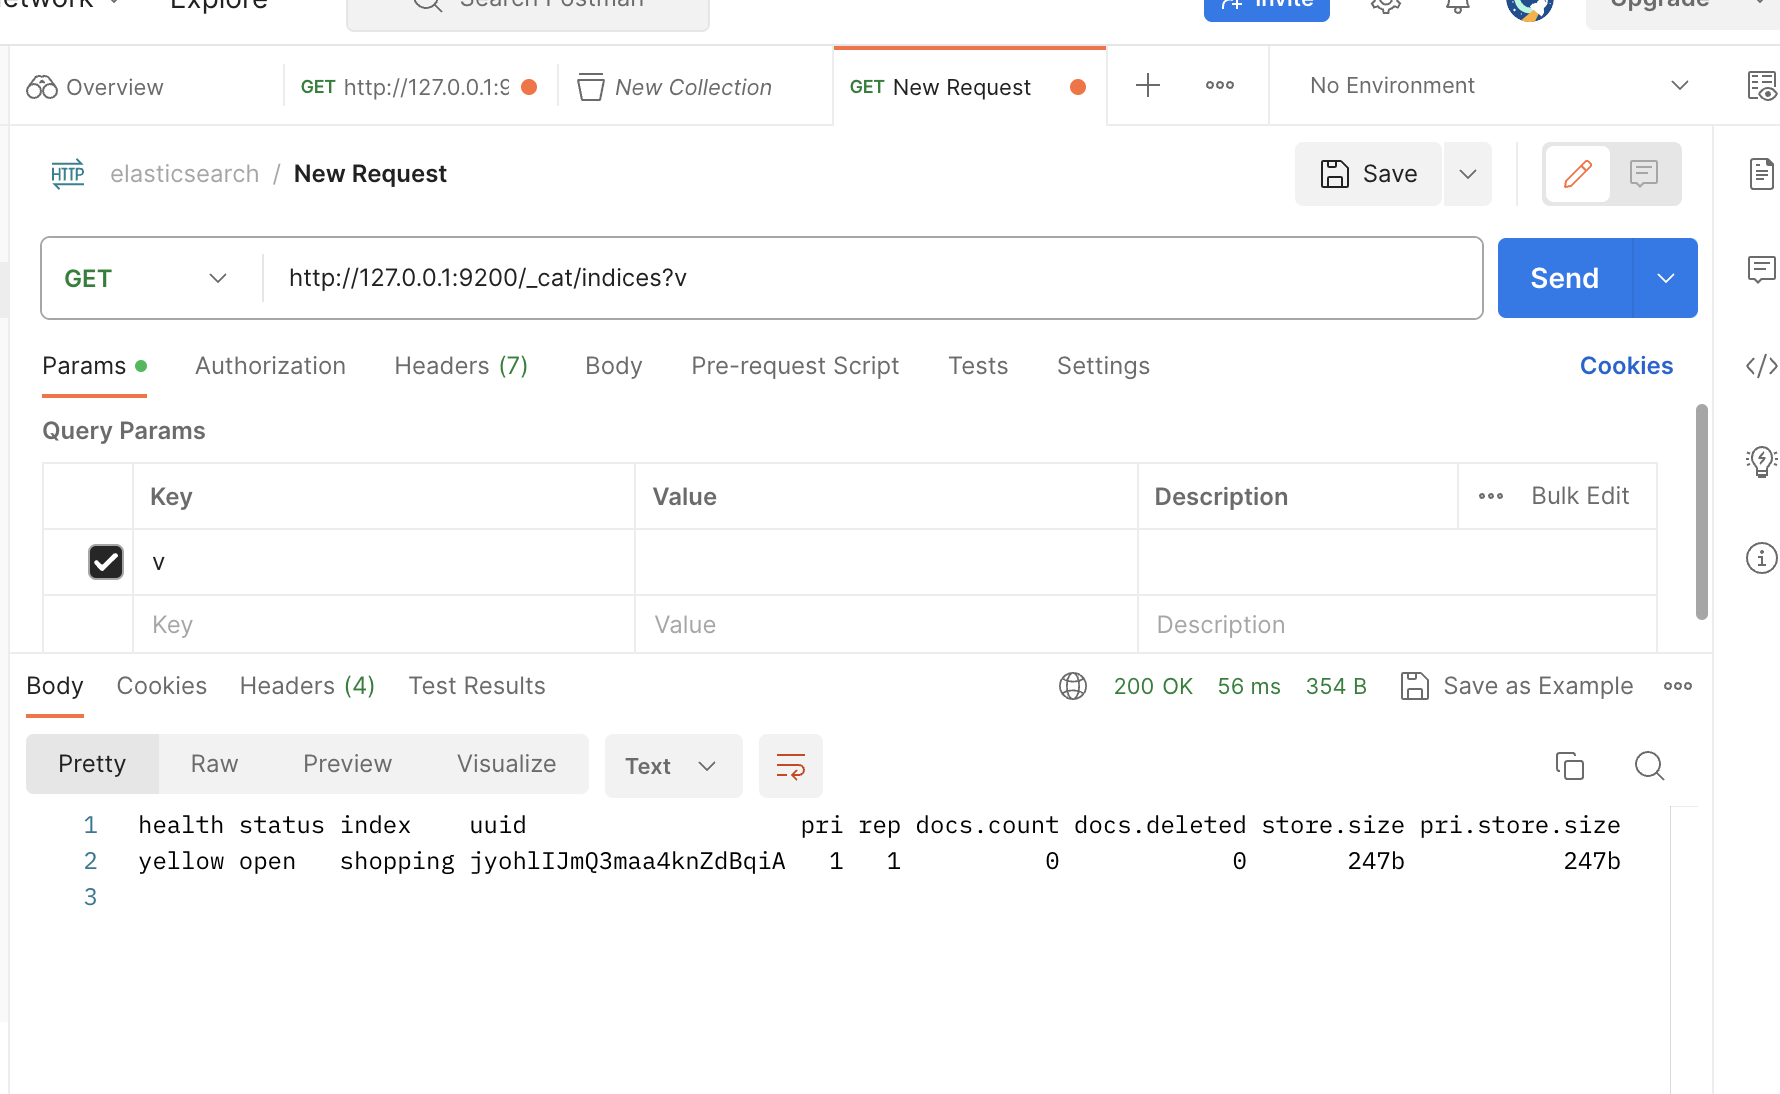 Explore
Search Postman
Invite
Upgrade
Overview
GET http://127.0.0.1:9
New Collection
GET New Request
No Environment
HTTP
elasticsearch / New Request
Save
GET
http://127.0.0.1:9200/_cat/indices?v
Send
Params
Authorization
Headers (7)
Body
Pre-request Script
Tests
Settings
Cookies
Query Params
Key
Value
Description
Bulk Edit
v
Key
Value
Description
Body
Cookies
Headers (4)
Test Results
200 OK
56 ms
354 B
Save as Example
Pretty
Raw
Preview
Visualize
Text
1 health status index uuid pri rep docs.count docs.deleted store.size pri.store.size
2 yellow open shopping jyohlIJmQ3maa4knZdBqiA 1 1 0 0 247b 247b
3